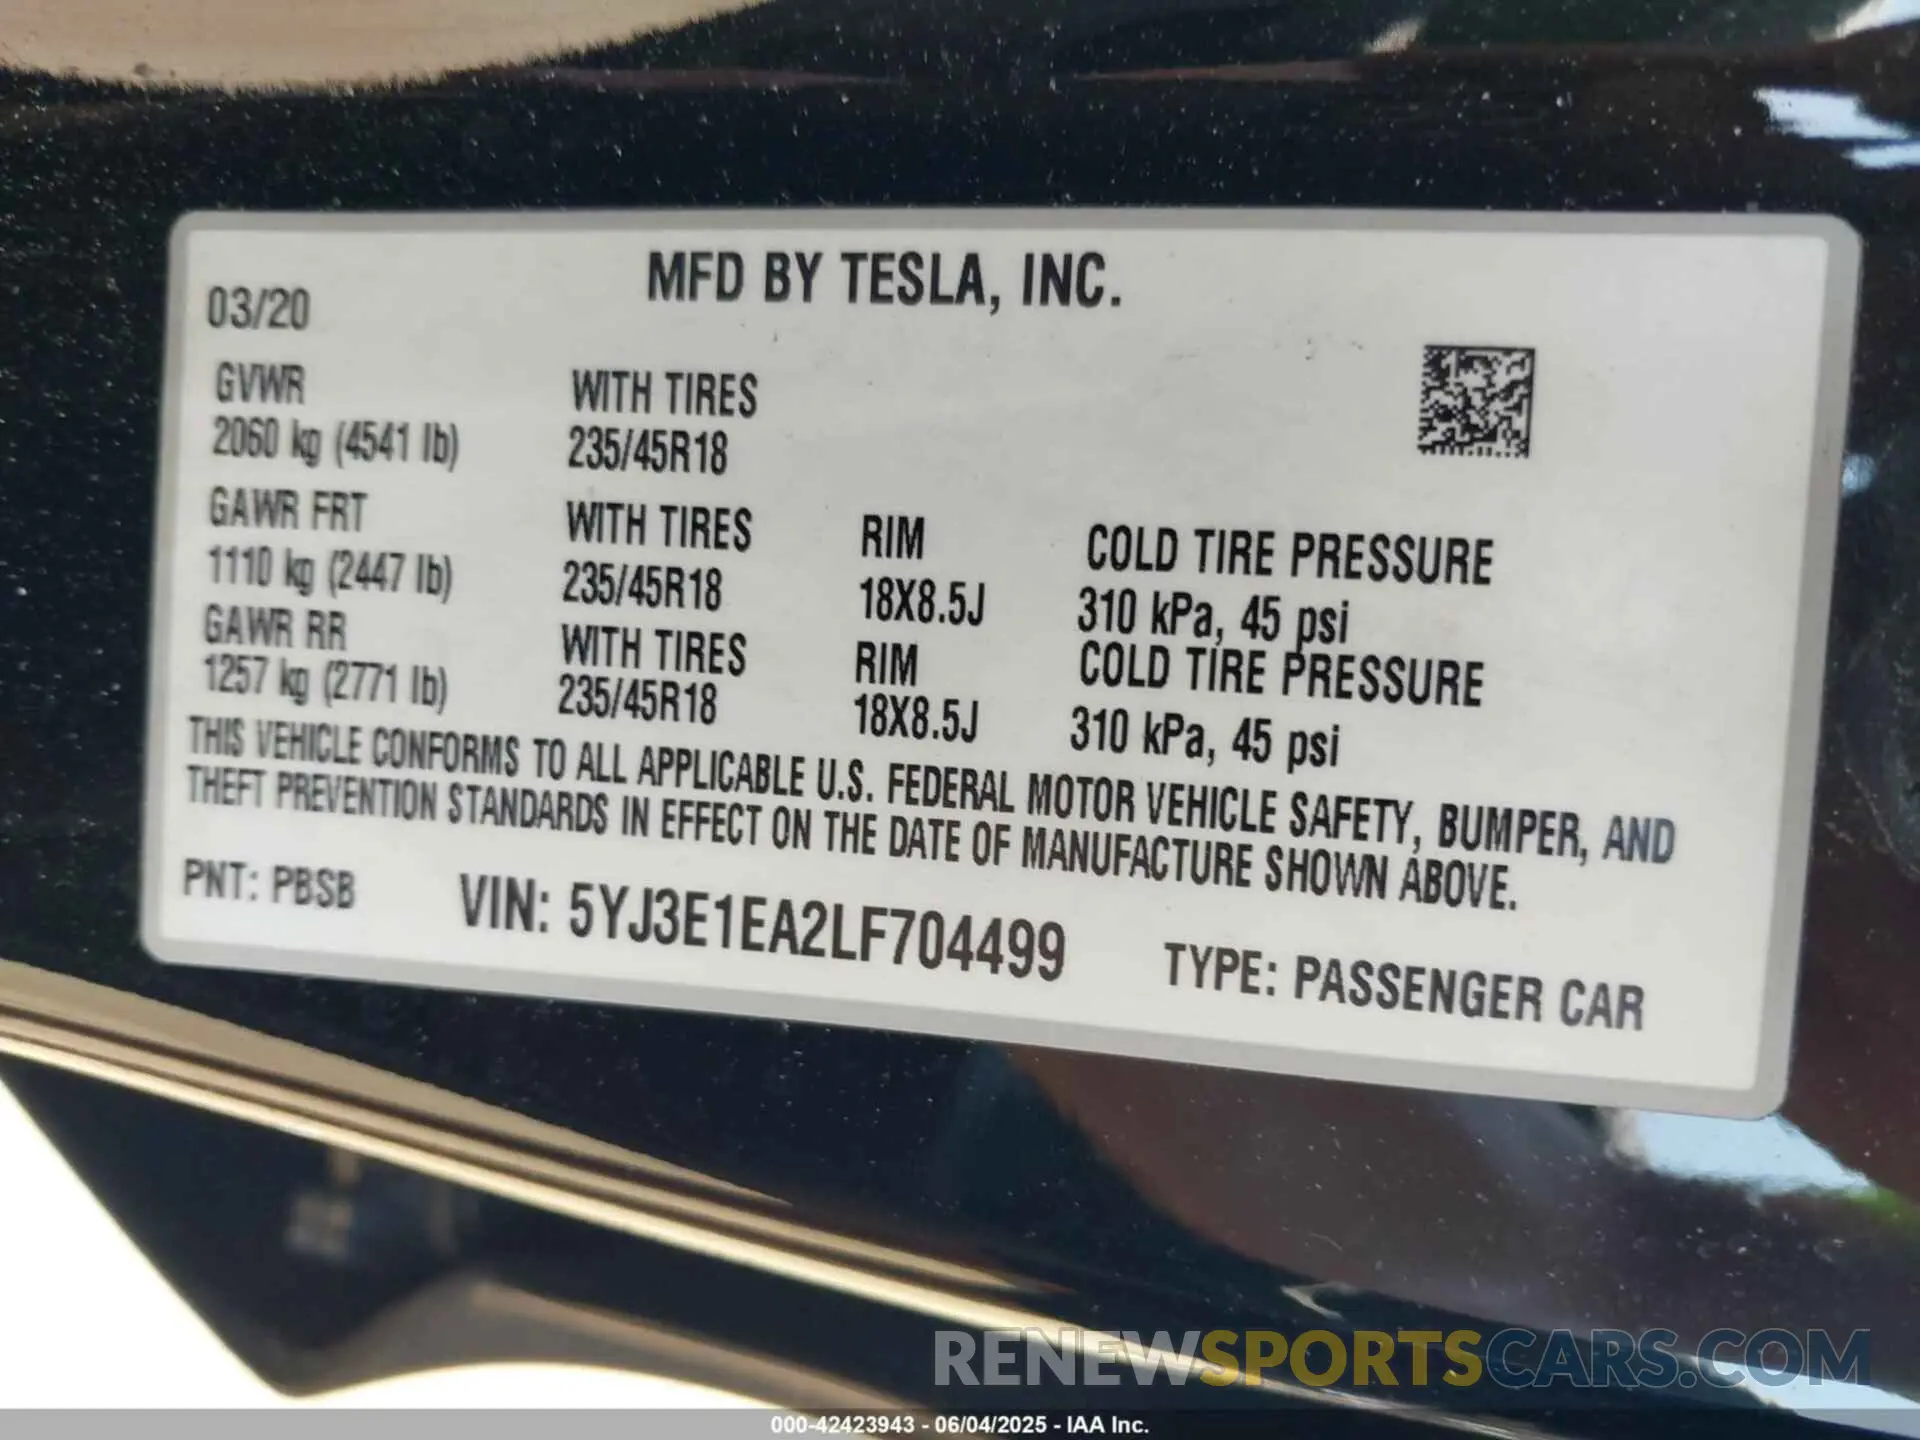 MFD BY TESLA, INC.
03/20
GVWR WITH TIRES
2060 kg (4541 lb) 235/45R18
GAWR FRT WITH TIRES RIM COLD TIRE PRESSURE
1110 kg (2447 lb) 235/45R18 18X8.5J 310 kPa, 45 psi
GAWR RR WITH TIRES RIM COLD TIRE PRESSURE
1257 kg (2771 lb) 235/45R18 18X8.5J 310 kPa, 45 psi
THIS VEHICLE CONFORMS TO ALL APPLICABLE U.S. FEDERAL MOTOR VEHICLE SAFETY, BUMPER, AND
THEFT PREVENTION STANDARDS IN EFFECT ON THE DATE OF MANUFACTURE SHOWN ABOVE.
PNT: PBSB VIN: 5YJ3E1EA2LF704499 TYPE: PASSENGER CAR
RENEWSPORTSCARS.COM
000-42423943 - 06/04/2025 - IAA Inc.